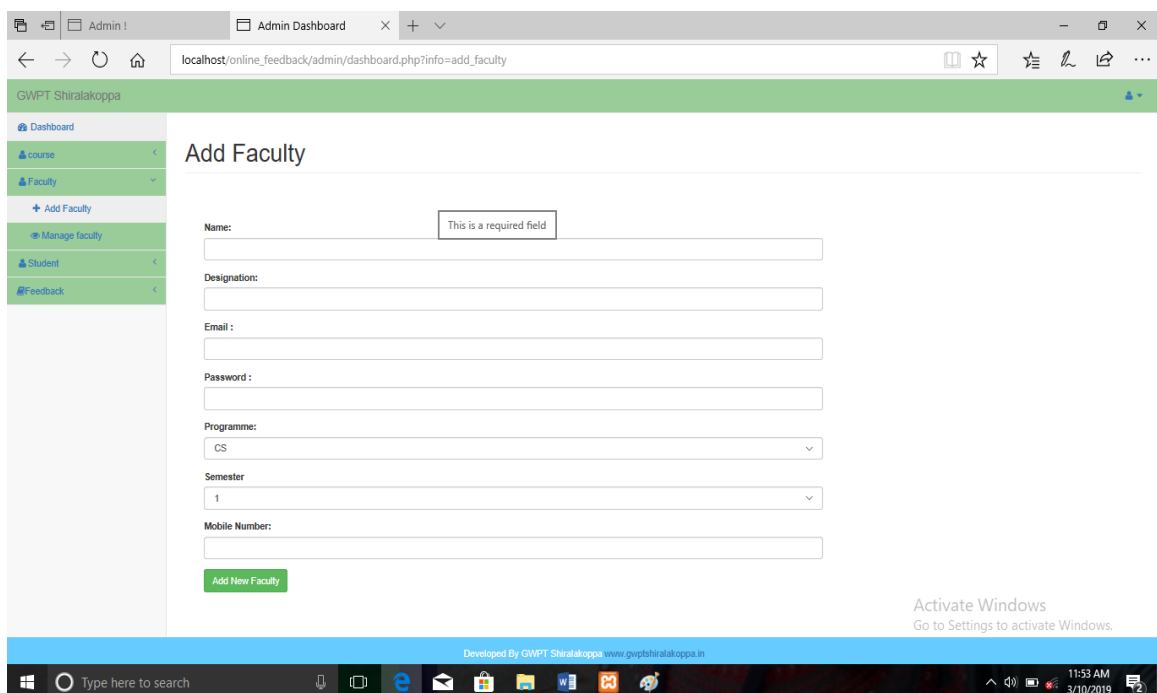 Admin !
Admin Dashboard
localhost/online_feedback/admin/dashboard.php?info=add_faculty
GWPT Shiralakoppa
Dashboard
course
Faculty
Add Faculty
Manage faculty
Student
Feedback
Add Faculty
This is a required field
Name:
Designation:
Email :
Password :
Programme:
CS
Semester
1
Mobile Number:
Add New Faculty
Activate Windows
Go to Settings to activate Windows.
Developed By GWPT Shiralakoppa www.gwptshiralakoppa.in
Type here to search
11:53 AM
3/10/2019
2